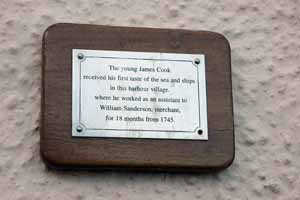 The young James Cook
received his first taste of the sea and ships
in this harbour village,
where he worked as an assistant to
William Sanderson, merchant,
for 18 months from 1745.